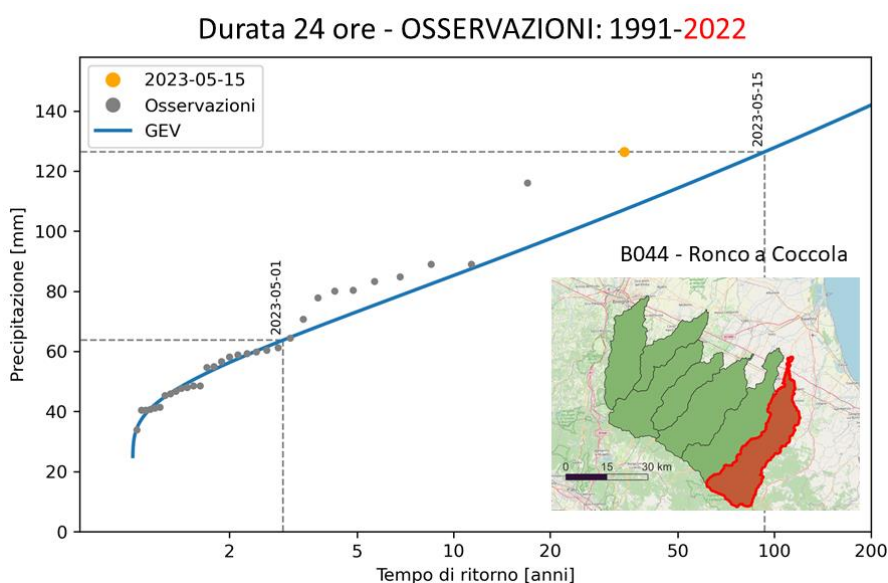 Durata 24 ore - OSSERVAZIONI: 1991-2022
2023-05-15
Osservazioni
GEV
2023-05-15
2023-05-01
Precipitazione [mm]
140
120
100
80
60
40
20
0
B044 - Ronco a Coccola
0 15 30 km
2 5 10 20 50 100 200
Tempo di ritorno [anni]